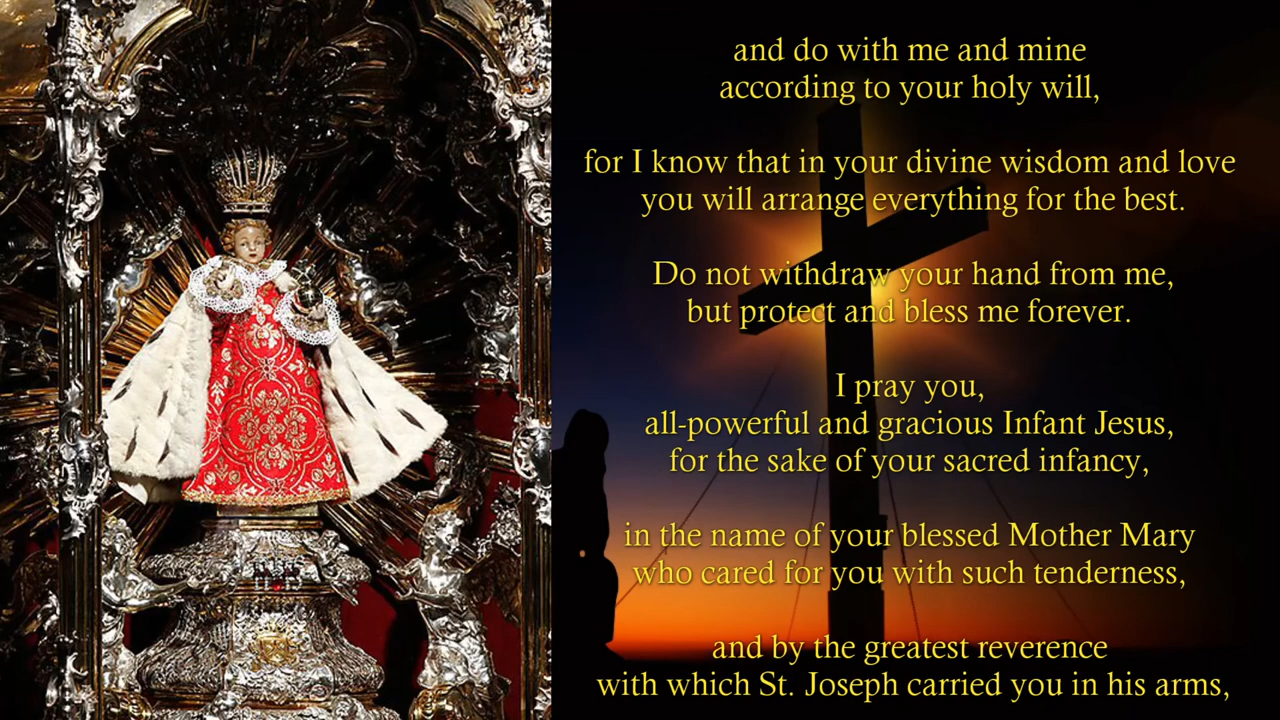 and do with me and mine
according to your holy will,
for I know that in your divine wisdom and love
you will arrange everything for the best.
Do not withdraw your hand from me,
but protect and bless me forever.
I pray you,
all-powerful and gracious Infant Jesus,
for the sake of your sacred infancy,
in the name of your blessed Mother Mary
who cared for you with such tenderness,
and by the greatest reverence
with which St. Joseph carried you in his arms,